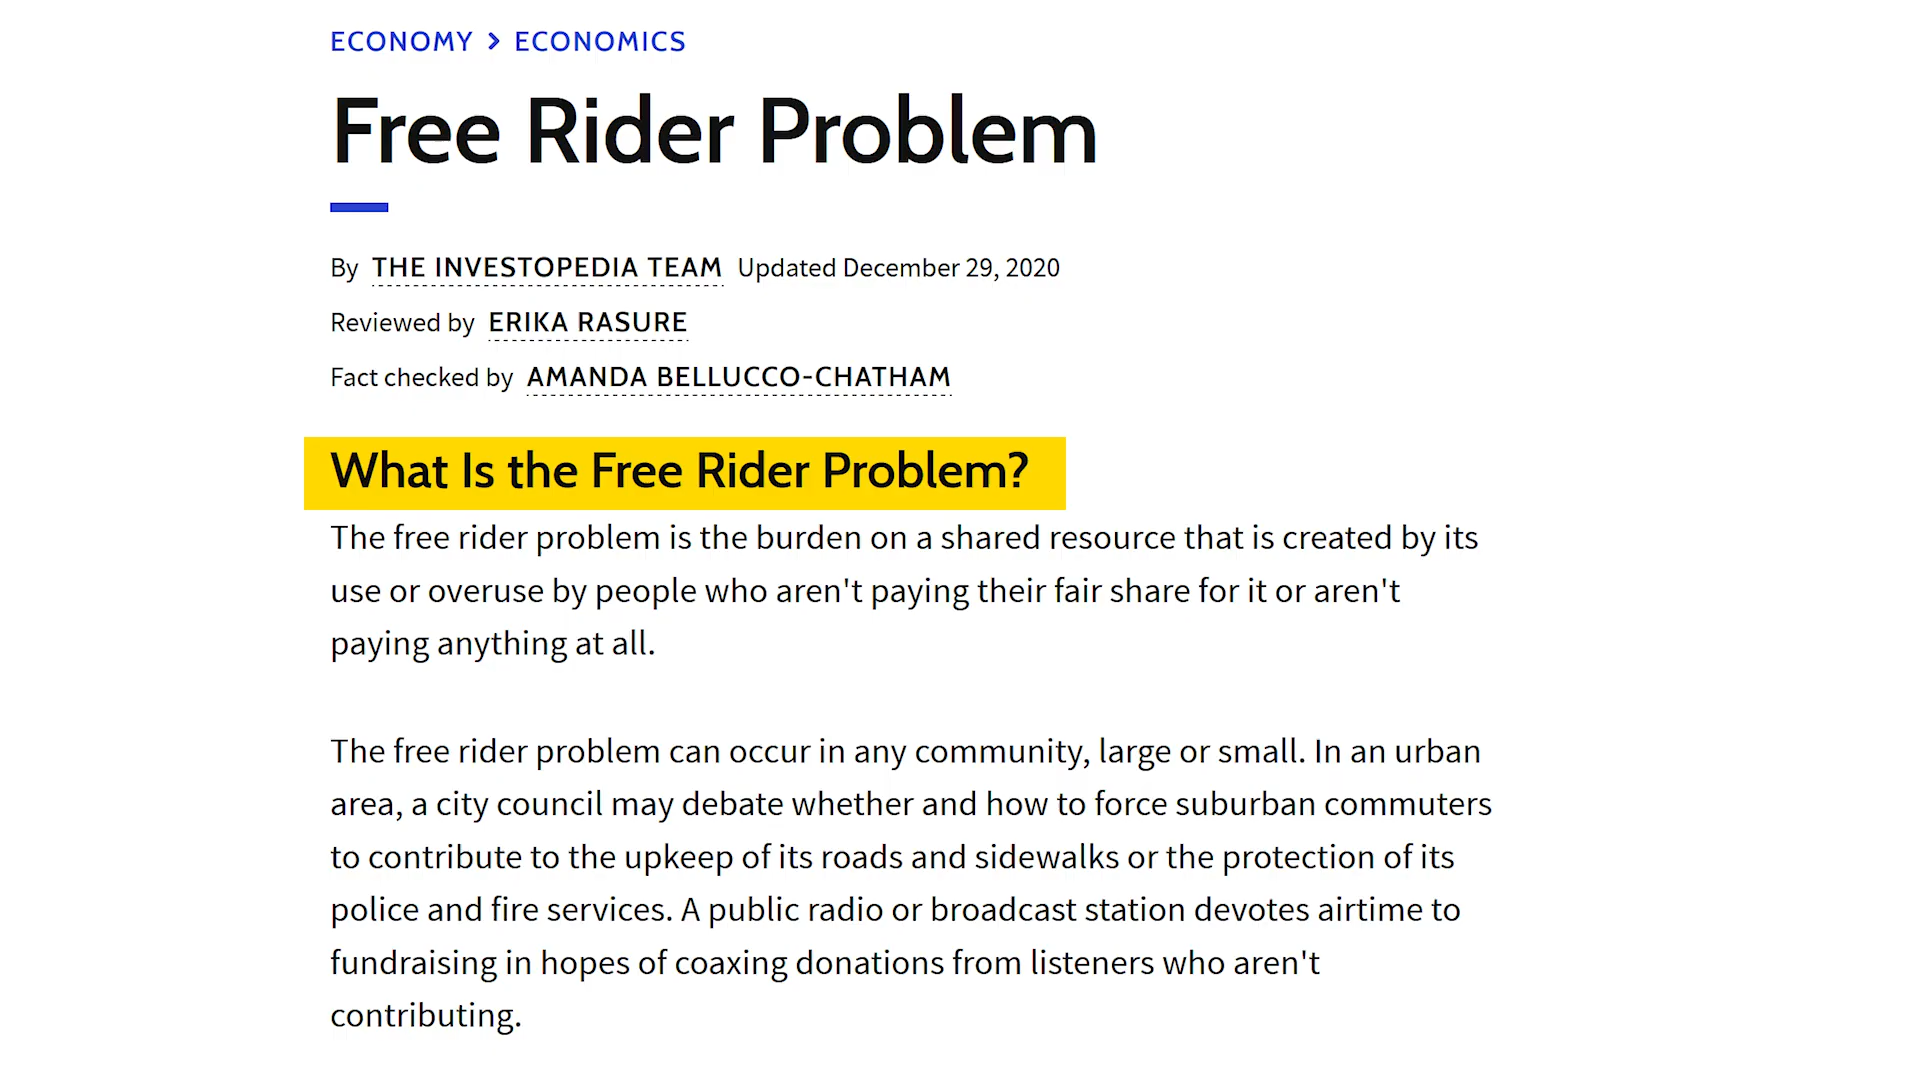 ECONOMY > ECONOMICS
Free Rider Problem
By THE INVESTOPEDIA TEAM Updated December 29, 2020
Reviewed by ERIKA RASURE
Fact checked by AMANDA BELLUCCO-CHATHAM
What Is the Free Rider Problem?
The free rider problem is the burden on a shared resource that is created by its
use or overuse by people who aren't paying their fair share for it or aren't
paying anything at all.
The free rider problem can occur in any community, large or small. In an urban
area, a city council may debate whether and how to force suburban commuters
to contribute to the upkeep of its roads and sidewalks or the protection of its
police and fire services. A public radio or broadcast station devotes airtime to
fundraising in hopes of coaxing donations from listeners who aren't
contributing.